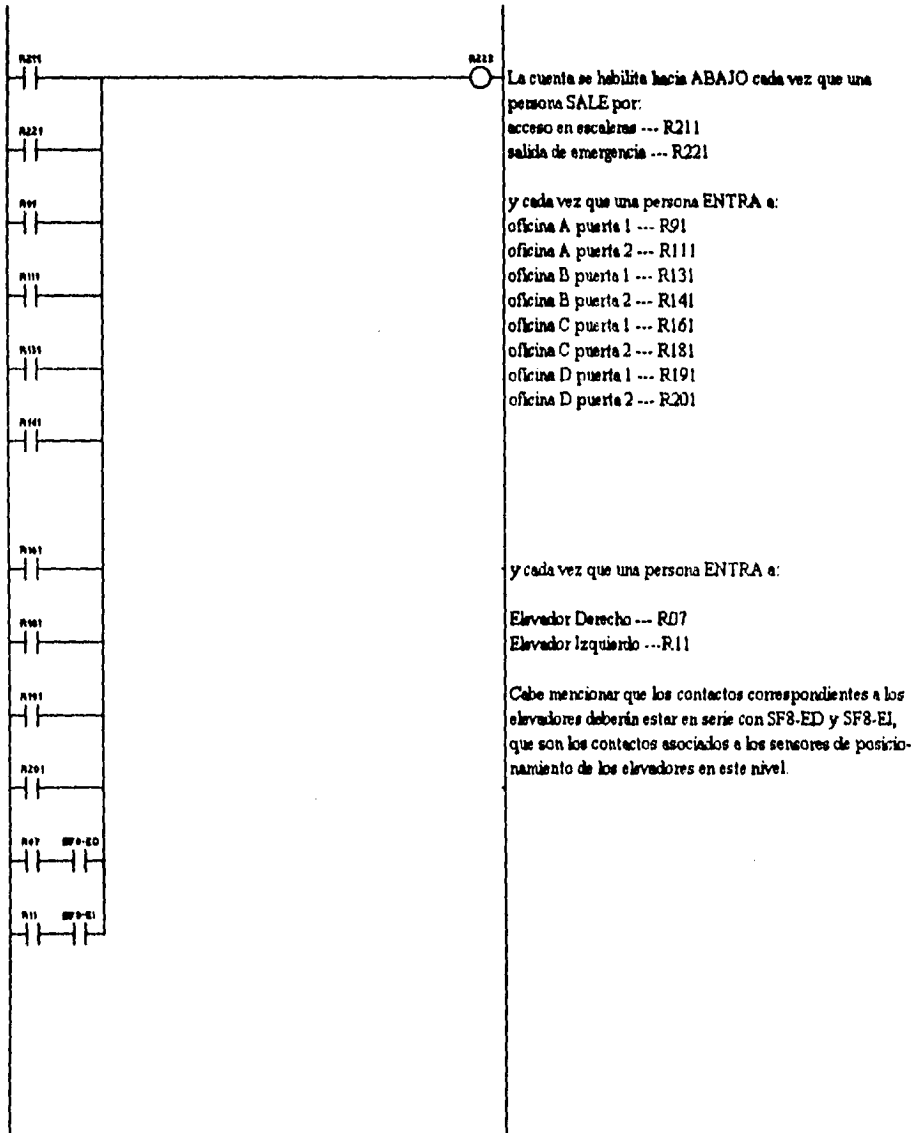 R211
R223
La cuenta se habilita hacia ABAJO cada vez que una
persona SALE por:
acceso en escaleras --- R211
salida de emergencia --- R221
R221
R91
y cada vez que una persona ENTRA a:
oficina A puerta 1 --- R91
oficina A puerta 2 --- R111
oficina B puerta 1 --- R131
oficina B puerta 2 --- R141
oficina C puerta 1 --- R161
oficina C puerta 2 --- R181
oficina D puerta 1 --- R191
oficina D puerta 2 --- R201
R111
R131
R141
R161
y cada vez que una persona ENTRA a:
Elevador Derecho --- R07
Elevador Izquierdo ---R11
R181
R191
Cabe mencionar que los contactos correspondientes a los
elevadores deberán estar en serie con SF8-ED y SF8-EI,
que son los contactos asociados a los sensores de posicio-
namiento de los elevadores en este nivel.
R201
R07 SF8-ED
R11 SF8-EI